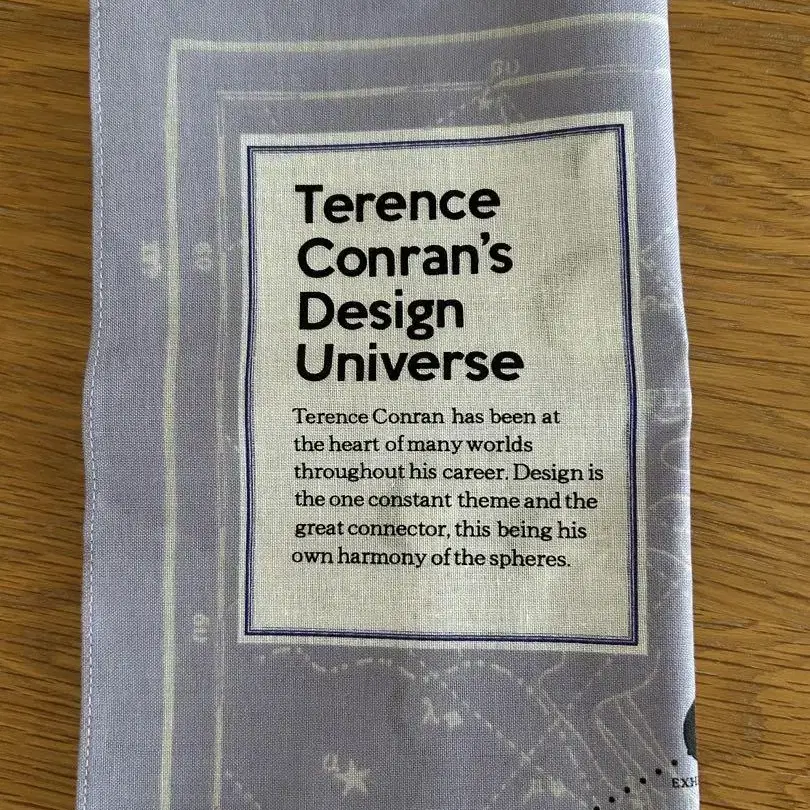 Terence
Conran's
Design
Universe
Terence Conran has been at
the heart of many worlds
throughout his career. Design is
the one constant theme and the
great connector, this being his
own harmony of the spheres.